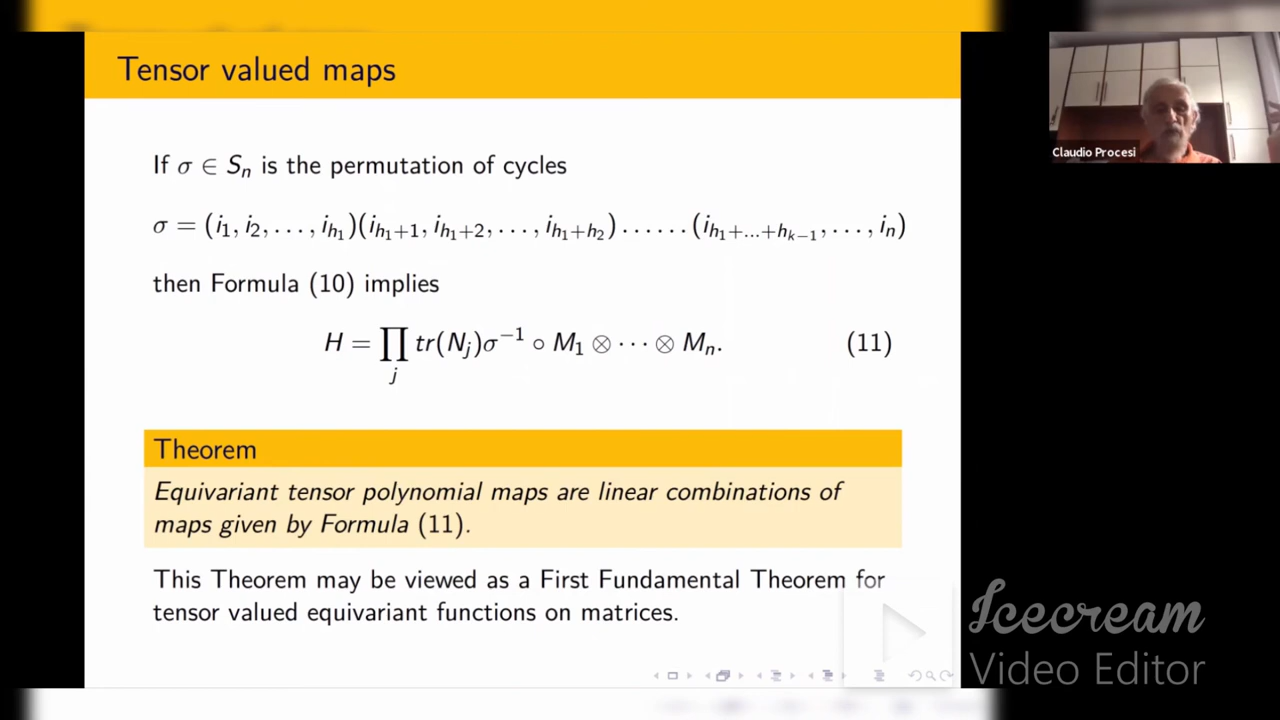 Tensor valued maps
Claudio Procesi
If σ ∈ Sₙ is the permutation of cycles
σ = (i₁, i₂, . . . , i_{h₁})(i_{h₁+1}, i_{h₁+2}, . . . , i_{h₁+h₂}) . . . . . . (i_{h₁+...+h_{k−1}}, . . . , iₙ)
then Formula (10) implies
H = ∏_j tr(N_j)σ⁻¹ ∘ M₁ ⊗ · · · ⊗ Mₙ. (11)
Theorem
Equivariant tensor polynomial maps are linear combinations of
maps given by Formula (11).
This Theorem may be viewed as a First Fundamental Theorem for
tensor valued equivariant functions on matrices.
Icecream
Video Editor